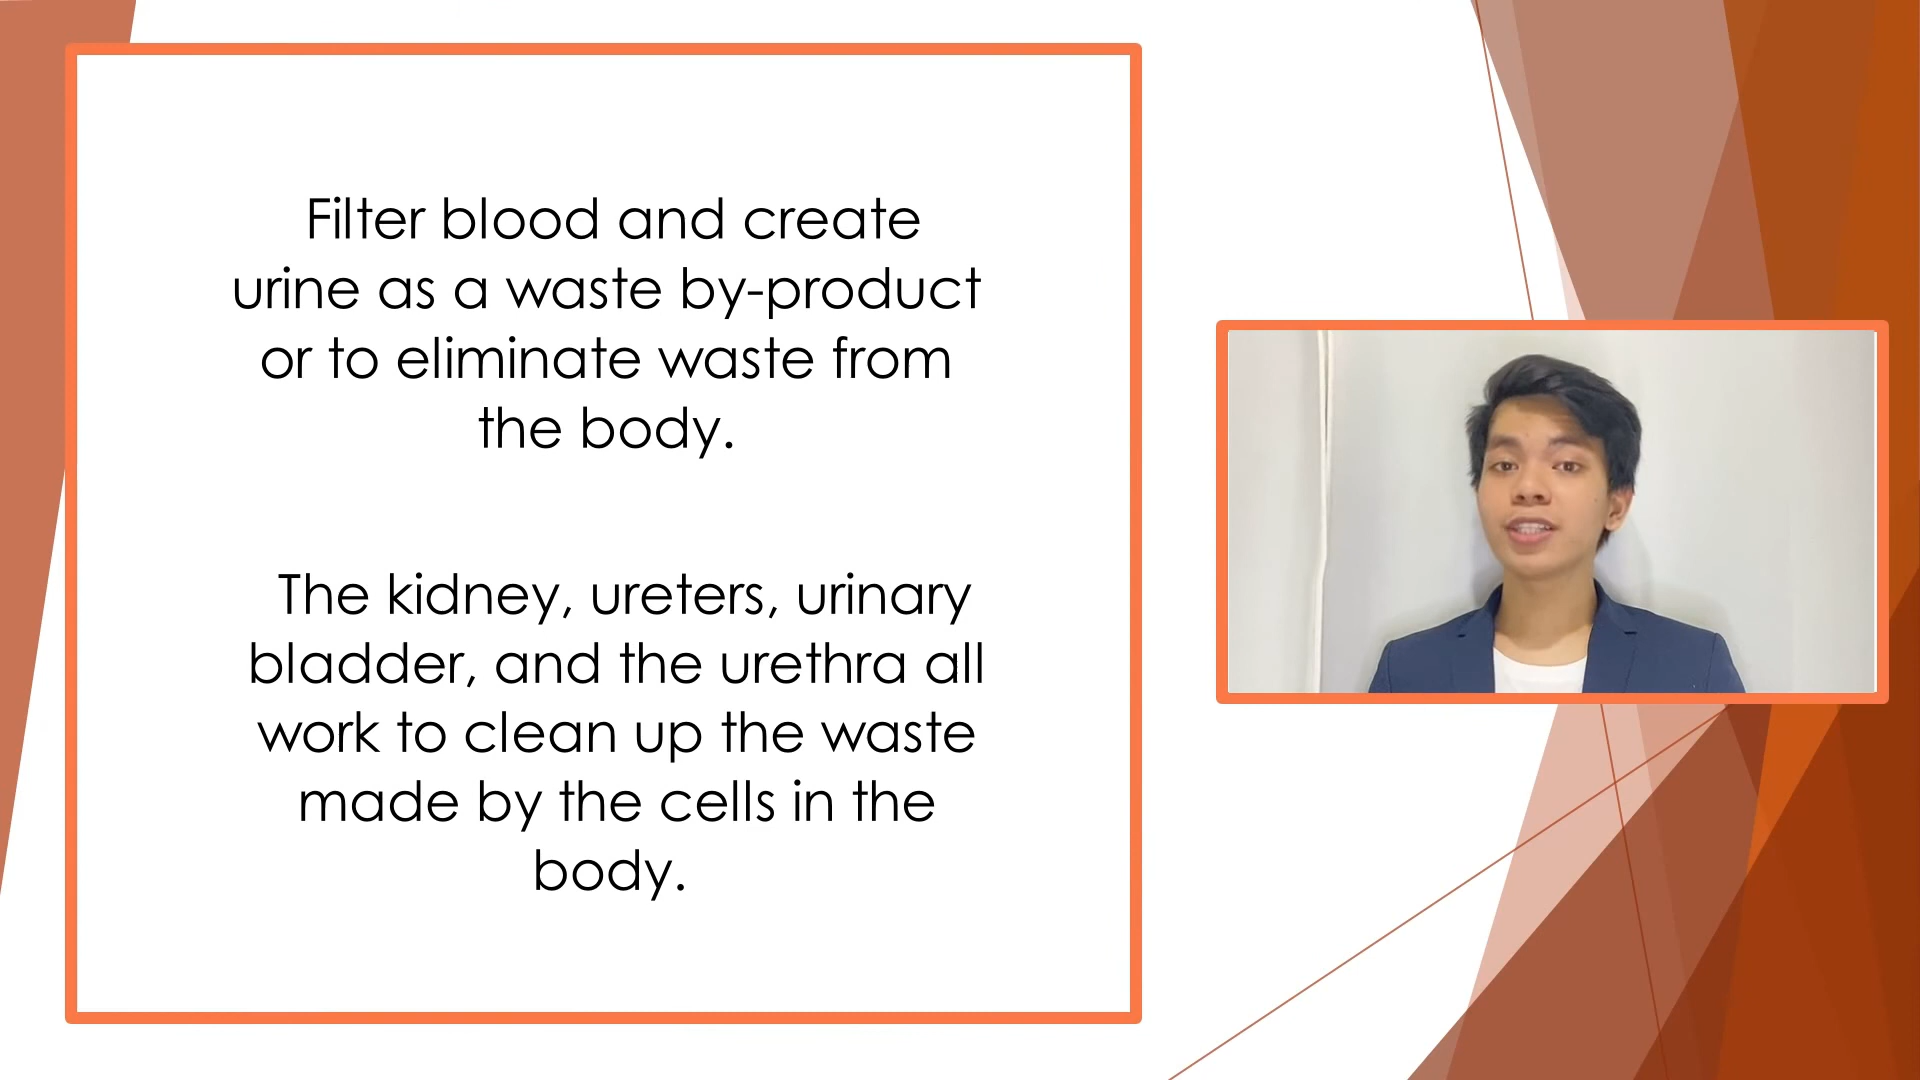 Filter blood and create
urine as a waste by-product
or to eliminate waste from
the body.
The kidney, ureters, urinary
bladder, and the urethra all
work to clean up the waste
made by the cells in the
body.